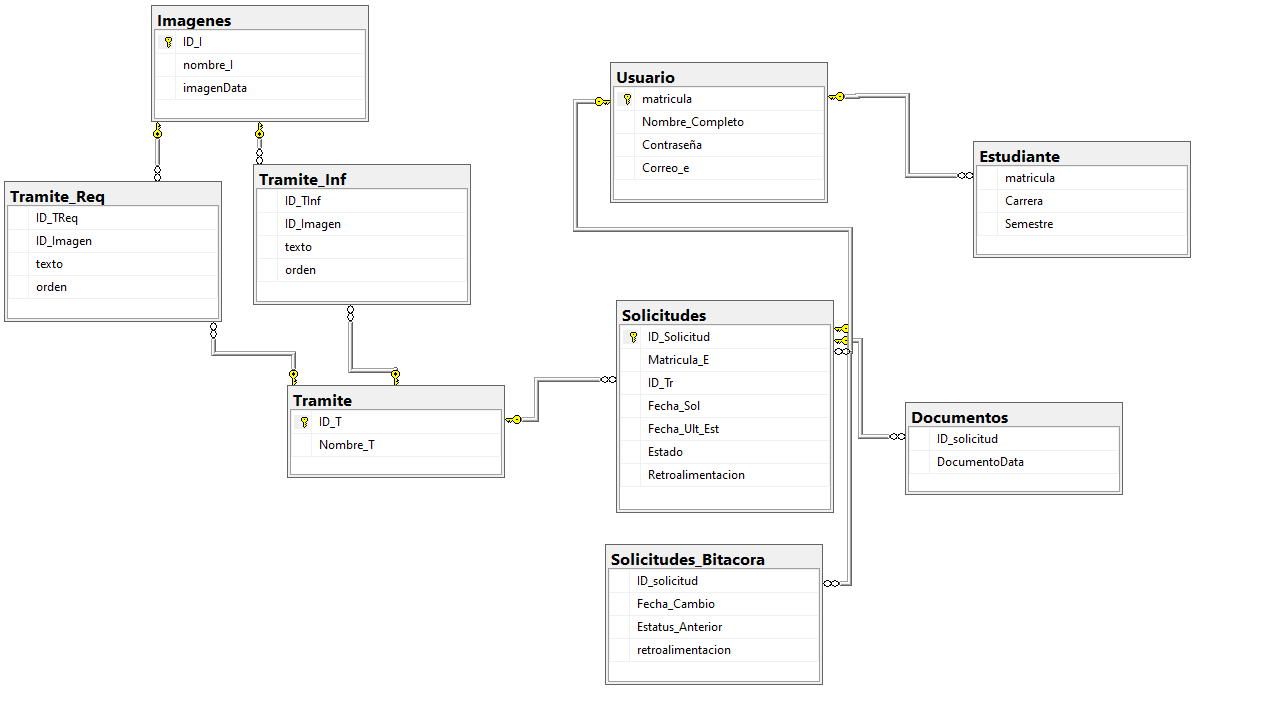 Imagenes
ID_I
nombre_I
imagenData
Usuario
matricula
Nombre_Completo
Contraseña
Correo_e
Estudiante
matricula
Carrera
Semestre
Tramite_Req
ID_TReq
ID_Imagen
texto
orden
Tramite_Inf
ID_TInf
ID_Imagen
texto
orden
Solicitudes
ID_Solicitud
Matricula_E
ID_Tr
Fecha_Sol
Fecha_Ult_Est
Estado
Retroalimentacion
Tramite
ID_T
Nombre_T
Documentos
ID_solicitud
DocumentoData
Solicitudes_Bitacora
ID_solicitud
Fecha_Cambio
Estatus_Anterior
retroalimentacion